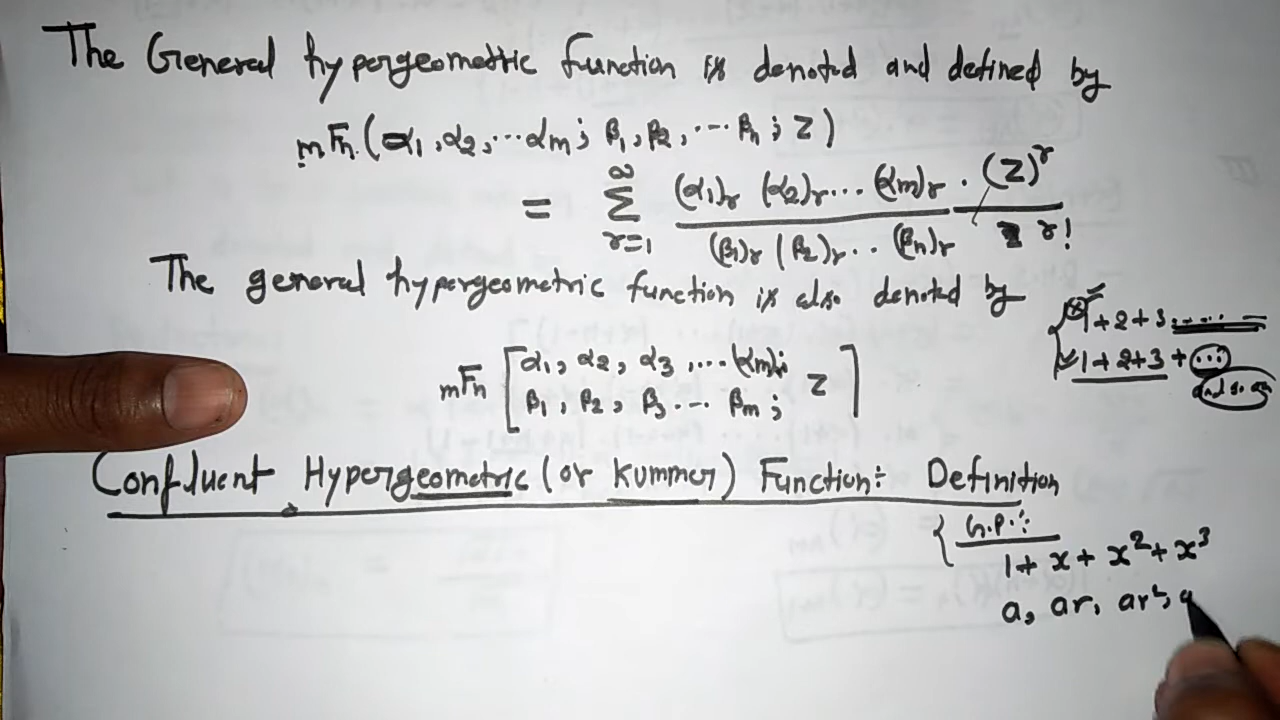 The General hypergeometric function is denoted and defined by
mFn (α1, α2, ... αm ; β1, β2, ... βn ; z)
= ∞ Σ r=1 (α1)r (α2)r ... (αm)r / (β1)r (β2)r .. (βn)r . (z)^r / r!
The general hypergeometric function is also denoted by
1+2+3......
1+2+3+...
and so on
mFn [ α1, α2, α3, .... (αm); z ]
β1, β2, β3 ... βm ;
Confluent Hypergeometric (or Kummer) Function: Definition
G.P.:
1 + x + x² + x³
a, ar, ar², a